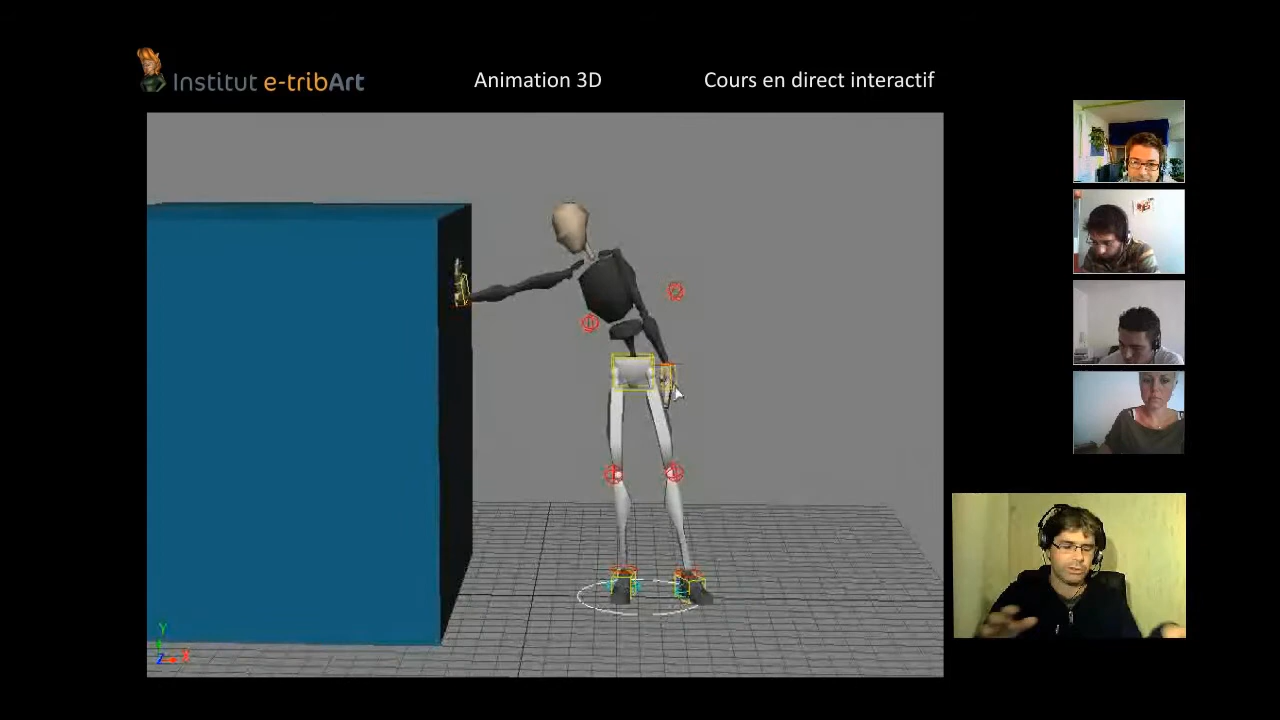 Institut e-tribArt
Animation 3D
Cours en direct interactif
Y
Z